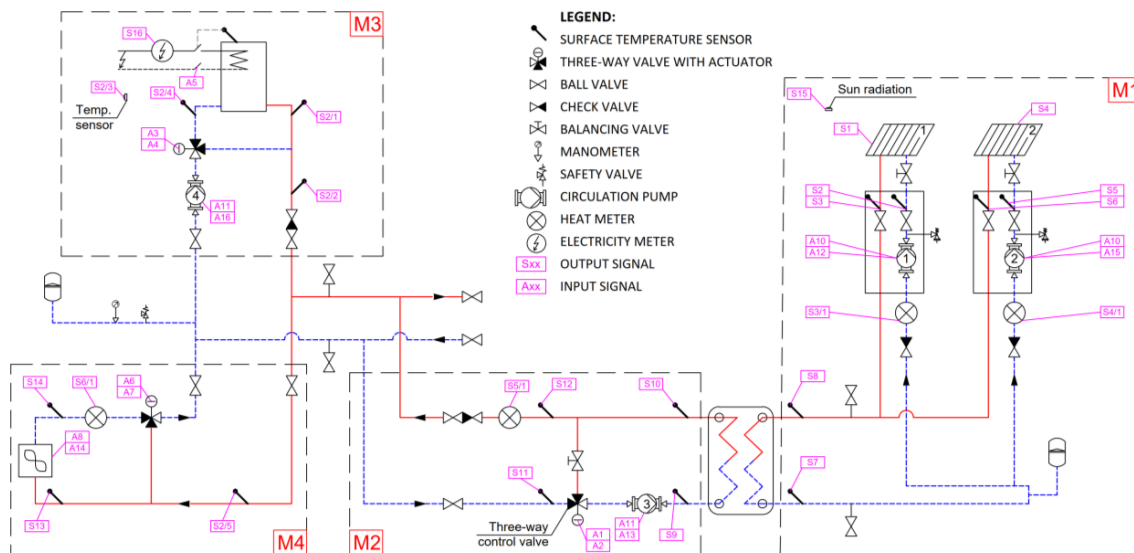 LEGEND:
SURFACE TEMPERATURE SENSOR
THREE-WAY VALVE WITH ACTUATOR
BALL VALVE
CHECK VALVE
BALANCING VALVE
MANOMETER
SAFETY VALVE
CIRCULATION PUMP
HEAT METER
ELECTRICITY METER
Sxx OUTPUT SIGNAL
Axx INPUT SIGNAL
M3
S16
A5
S2/3
S2/4
S2/1
Temp.
sensor
A3
A4
1
S2/2
4
A11
A16
M1
S15
Sun radiation
S1
1
S4
2
S2
S3
S5
S6
A10
A12
1
2
A10
A15
S3/1
S4/1
S8
S7
S14
S6/1
A6
A7
A8
A14
S13
S2/5
M4
S5/1
S12
S10
S11
Three-way
control valve
A1
A2
3
A11
A13
S9
M2